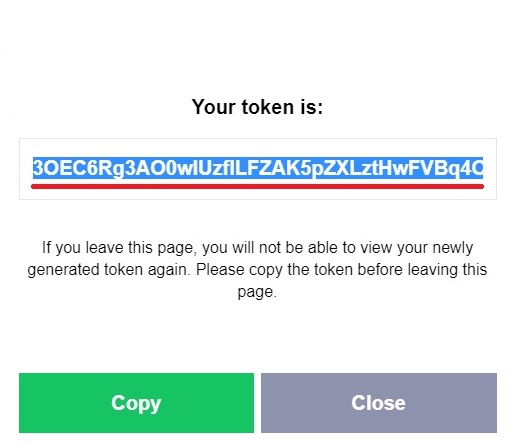 Your token is:
3OEC6Rg3AO0wIUzfILFZAK5pZXLztHwFVBq4C
If you leave this page, you will not be able to view your newly
generated token again. Please copy the token before leaving this
page.
Copy
Close